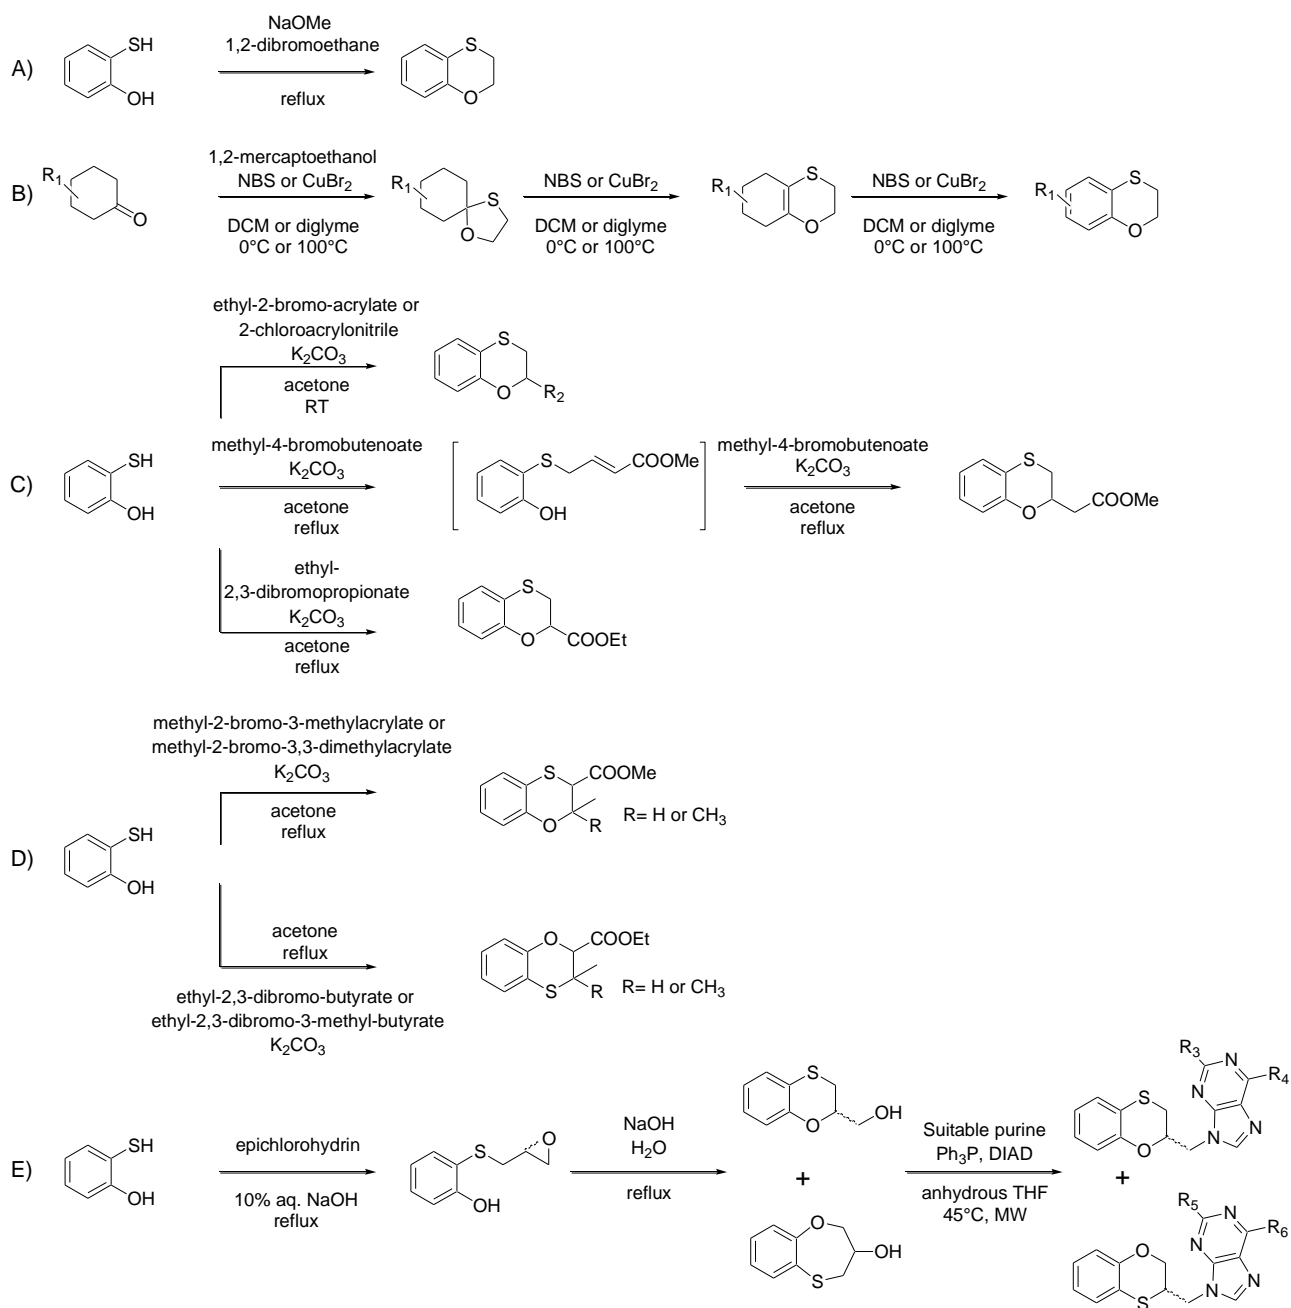 A)
SH
OH
NaOMe
1,2-dibromoethane
reflux
S
O
B)
R1
O
1,2-mercaptoethanol
NBS or CuBr2
DCM or diglyme
0°C or 100°C
R1
S
O
NBS or CuBr2
DCM or diglyme
0°C or 100°C
R1
S
O
NBS or CuBr2
DCM or diglyme
0°C or 100°C
R1
S
O
C)
SH
OH
ethyl-2-bromo-acrylate or
2-chloroacrylonitrile
K2CO3
acetone
RT
S
O
R2
methyl-4-bromobutenoate
K2CO3
acetone
reflux
S
COOMe
OH
methyl-4-bromobutenoate
K2CO3
acetone
reflux
S
O
COOMe
ethyl-
2,3-dibromopropionate
K2CO3
acetone
reflux
S
O
COOEt
D)
SH
OH
methyl-2-bromo-3-methylacrylate or
methyl-2-bromo-3,3-dimethylacrylate
K2CO3
acetone
reflux
S
COOMe
O
R
R= H or CH3
acetone
reflux
ethyl-2,3-dibromo-butyrate or
ethyl-2,3-dibromo-3-methyl-butyrate
K2CO3
O
COOEt
S
R
R= H or CH3
E)
SH
OH
epichlorohydrin
10% aq. NaOH
reflux
S
O
OH
NaOH
H2O
reflux
S
O
OH
+
O
OH
S
Suitable purine
Ph3P, DIAD
anhydrous THF
45°C, MW
R3
N
R4
N
S
O
N
N
+
R5
N
R6
N
O
S
N
N